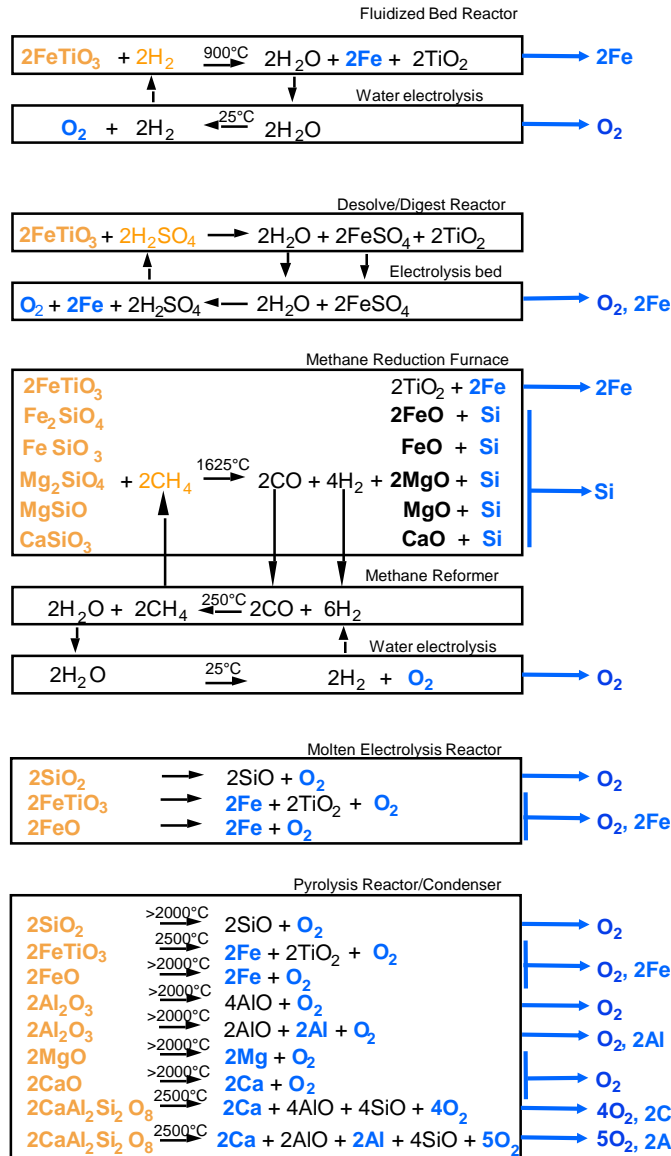 Fluidized Bed Reactor
2FeTiO₃ + 2H₂ 900°C 2H₂O + 2Fe + 2TiO₂ 2Fe
Water electrolysis
O₂ + 2H₂ 25°C 2H₂O O₂
Desolve/Digest Reactor
2FeTiO₃ + 2H₂SO₄ 2H₂O + 2FeSO₄ + 2TiO₂
Electrolysis bed
O₂ + 2Fe + 2H₂SO₄ 2H₂O + 2FeSO₄ O₂, 2Fe
Methane Reduction Furnace
2FeTiO₃ 2TiO₂ + 2Fe 2Fe
Fe₂SiO₄ 2FeO + Si
FeSiO₃ FeO + Si
Mg₂SiO₄ + 2CH₄ 1625°C 2CO + 4H₂ + 2MgO + Si Si
MgSiO MgO + Si
CaSiO₃ CaO + Si
Methane Reformer
2H₂O + 2CH₄ 250°C 2CO + 6H₂
Water electrolysis
2H₂O 25°C 2H₂ + O₂ O₂
Molten Electrolysis Reactor
2SiO₂ 2SiO + O₂ O₂
2FeTiO₃ 2Fe + 2TiO₂ + O₂
2FeO 2Fe + O₂ O₂, 2Fe
Pyrolysis Reactor/Condenser
2SiO₂ >2000°C 2SiO + O₂ O₂
2FeTiO₃ 2500°C 2Fe + 2TiO₂ + O₂
2FeO >2000°C 2Fe + O₂ O₂, 2Fe
2Al₂O₃ >2000°C 4AlO + O₂ O₂
2Al₂O₃ >2000°C 2AlO + 2Al + O₂ O₂, 2Al
2MgO >2000°C 2Mg + O₂
2CaO >2000°C 2Ca + O₂ O₂
2CaAl₂Si₂O₈ 2500°C 2Ca + 4AlO + 4SiO + 4O₂ 4O₂, 2C
2CaAl₂Si₂O₈ 2500°C 2Ca + 2AlO + 2Al + 4SiO + 5O₂ 5O₂, 2A